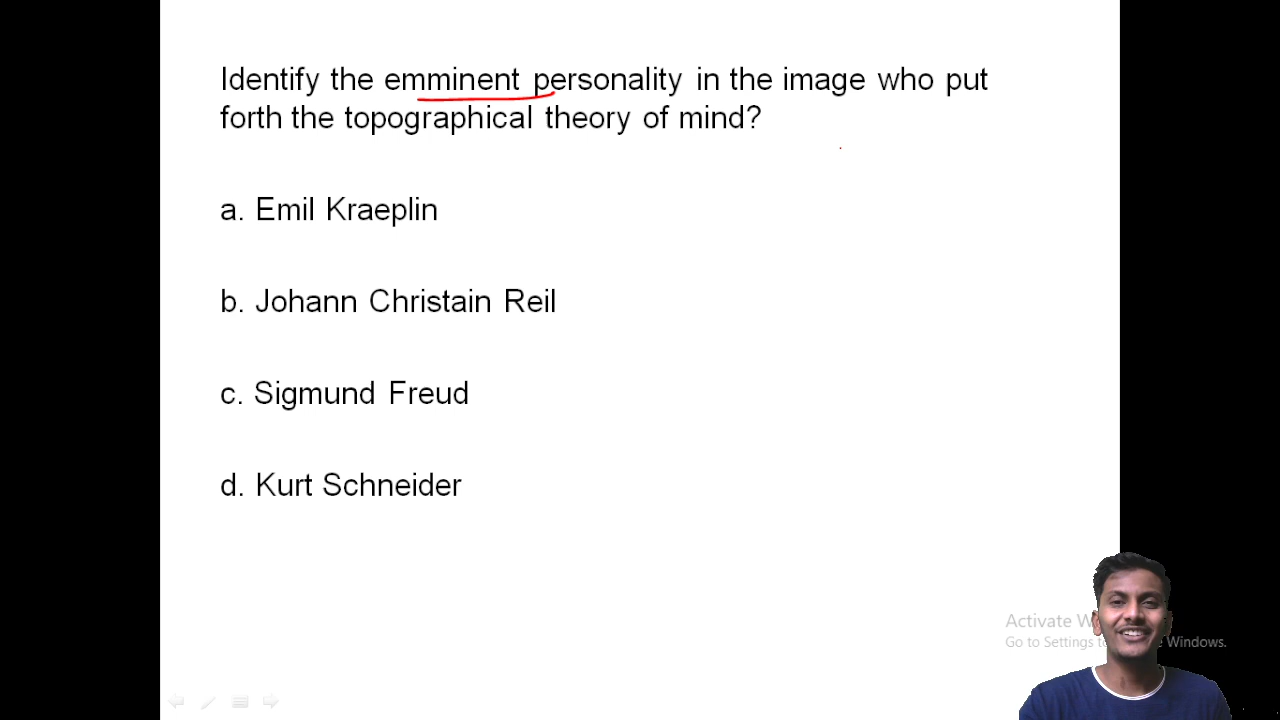 Identify the emminent personality in the image who put
forth the topographical theory of mind?
a. Emil Kraeplin
b. Johann Christain Reil
c. Sigmund Freud
d. Kurt Schneider
Activate W
Go to Settings t Windows.